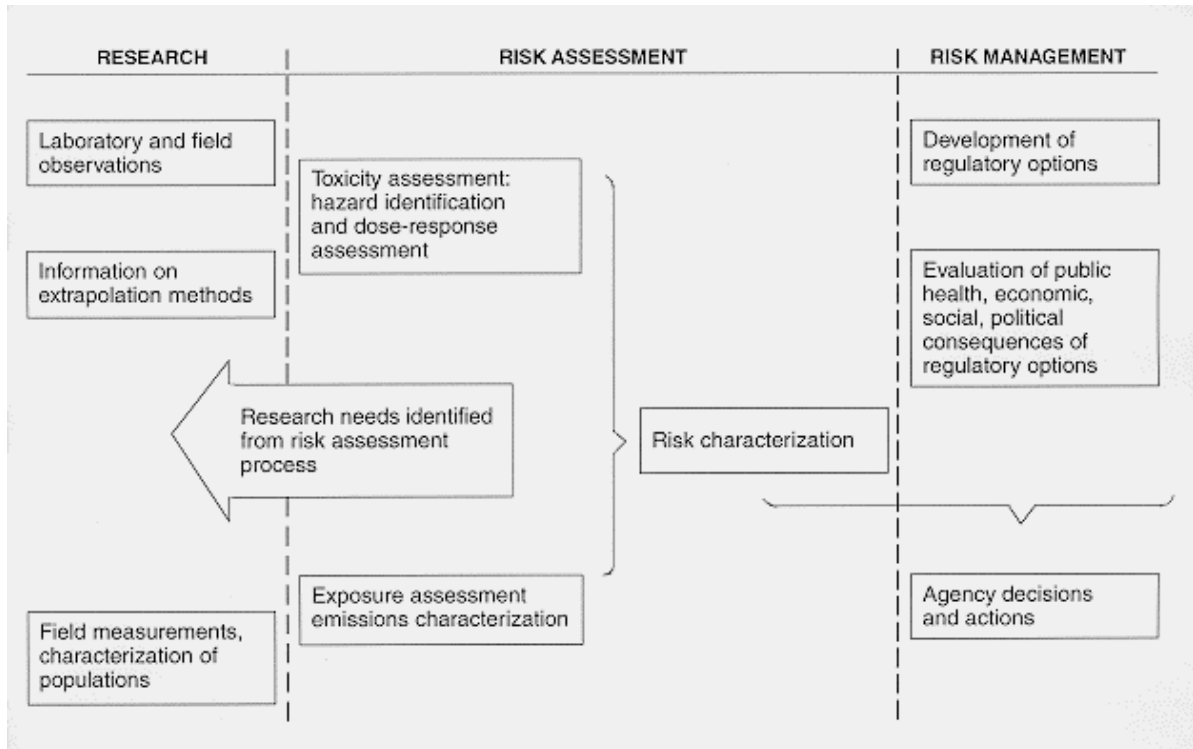 RESEARCH
RISK ASSESSMENT
RISK MANAGEMENT
Laboratory and field
observations
Information on
extrapolation methods
Field measurements,
characterization of
populations
Toxicity assessment:
hazard identification
and dose-response
assessment
Research needs identified
from risk assessment
process
Exposure assessment
emissions characterization
Risk characterization
Development of
regulatory options
Evaluation of public
health, economic,
social, political
consequences of
regulatory options
Agency decisions
and actions